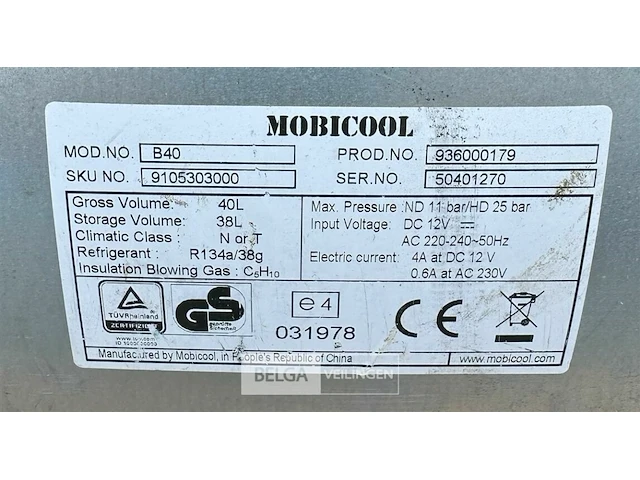 MOBICOOL
MOD.NO. B40 PROD.NO. 936000179
SKU NO. 9105303000 SER.NO. 50401270
Gross Volume: 40L
Storage Volume: 38L
Climatic Class : N or T
Refrigerant : R134a/38g
Insulation Blowing Gas : C₅H₁₀
Max. Pressure :ND 11 bar/HD 25 bar
Input Voltage: DC 12V
AC 220-240~50Hz
Electric current: 4A at DC 12 V
0.6A at AC 230V
TÜVRheinland
ZERTIFIZIERT
GS
geprüfte
Sicherheit
e4
031978
CE
Manufactured by Mobicool, in People's Republic of China
www.mobicool.com
BELGA VEILINGEN